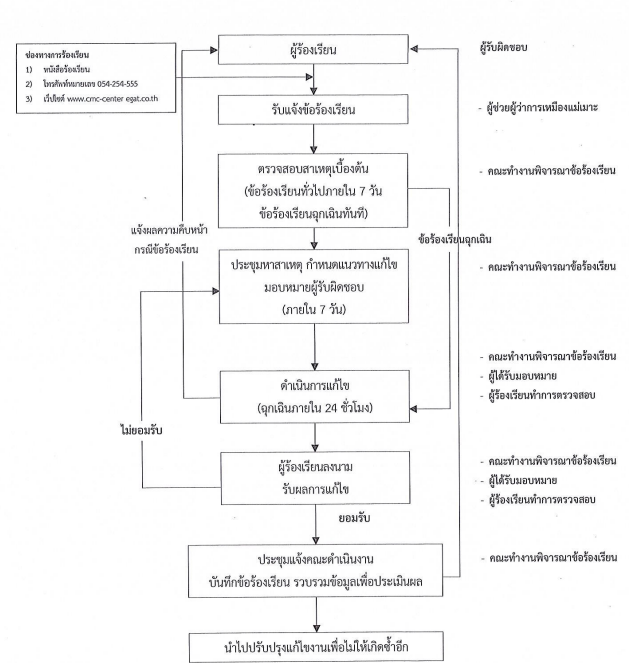 ผู้ร้องเรียน
ผู้รับผิดชอบ
ช่องทางการร้องเรียน
1) หนังสือร้องเรียน
2) โทรศัพท์หมายเลข 054-254-555
3) เว็ปไซต์ www.cmc-center egat.co.th
รับแจ้งข้อร้องเรียน
- ผู้ช่วยผู้ว่าการเหมืองแม่เมาะ
ตรวจสอบสาเหตุเบื้องต้น
(ข้อร้องเรียนทั่วไปภายใน 7 วัน
ข้อร้องเรียนฉุกเฉินทันที)
- คณะทำงานพิจารณาข้อร้องเรียน
แจ้งผลความคืบหน้า
กรณีข้อร้องเรียน
ข้อร้องเรียนฉุกเฉิน
ประชุมหาสาเหตุ กำหนดแนวทางแก้ไข
มอบหมายผู้รับผิดชอบ
(ภายใน 7 วัน)
- คณะทำงานพิจารณาข้อร้องเรียน
ดำเนินการแก้ไข
(ฉุกเฉินภายใน 24 ชั่วโมง)
- คณะทำงานพิจารณาข้อร้องเรียน
- ผู้ได้รับมอบหมาย
- ผู้ร้องเรียนทำการตรวจสอบ
ไม่ยอมรับ
ผู้ร้องเรียนลงนาม
รับผลการแก้ไข
- คณะทำงานพิจารณาข้อร้องเรียน
- ผู้ได้รับมอบหมาย
- ผู้ร้องเรียนทำการตรวจสอบ
ยอมรับ
ประชุมแจ้งคณะดำเนินงาน
บันทึกข้อร้องเรียน รวบรวมข้อมูลเพื่อประเมินผล
- คณะทำงานพิจารณาข้อร้องเรียน
นำไปปรับปรุงแก้ไขงานเพื่อไม่ให้เกิดซ้ำอีก